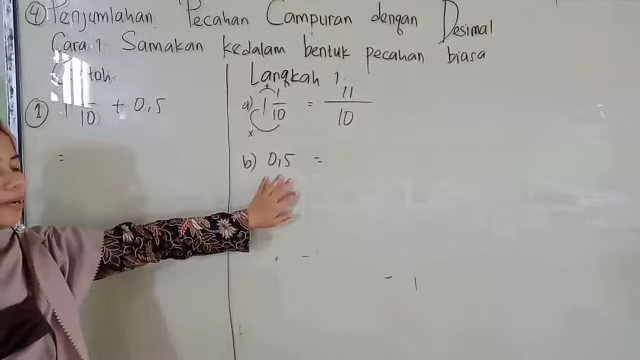 ④ Penjumlahan Pecahan Campuran dengan Desimal
Cara 1 Samakan kedalam bentuk pecahan biasa
① 1 1/10 + 0,5
=
Langkah 1
a) 1 1/10 = 11/10
x
b) 0,5 =